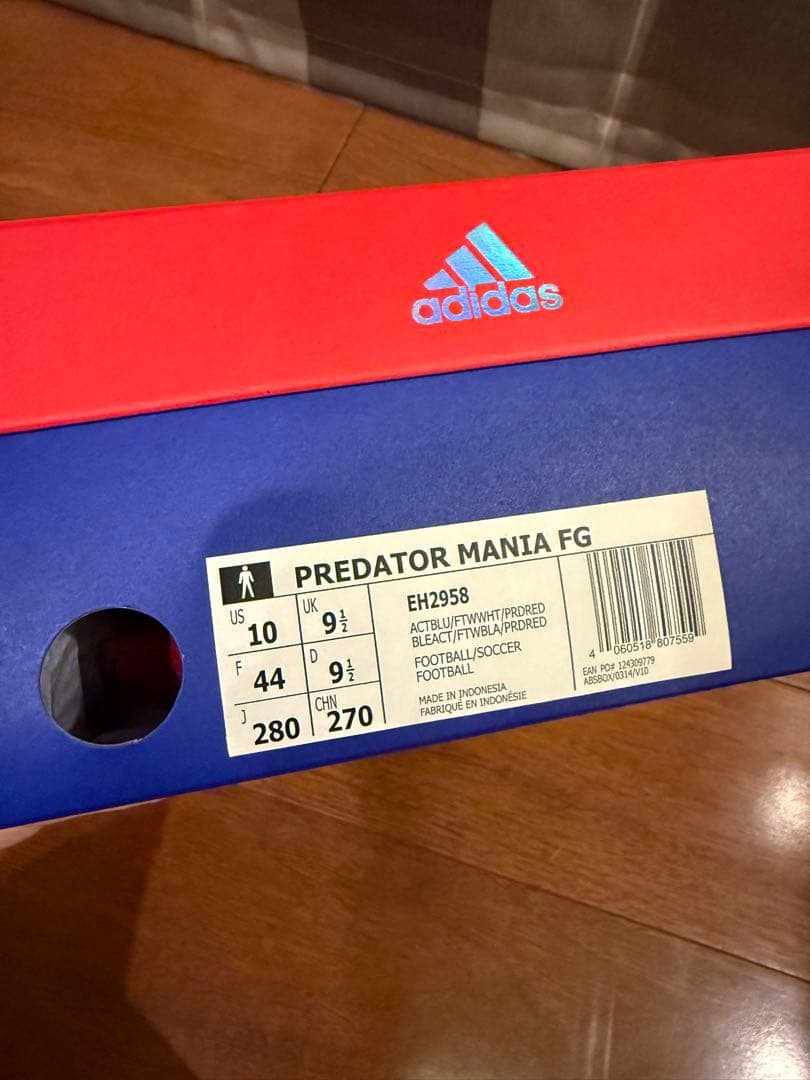 adidas
PREDATOR MANIA FG
US 10
UK 9½
F 44
D 9½
J 280
CHN 270
EH2958
ACTBLU/FTWWHT/PRDRED
BLEACT/FTWBLA/PRDRED
FOOTBALL/SOCCER
FOOTBALL
MADE IN INDONESIA
FABRIQUÉ EN INDONÉSIE
4 060518 807559
EAN PO# 124309779
ABSBOX/0314/V10